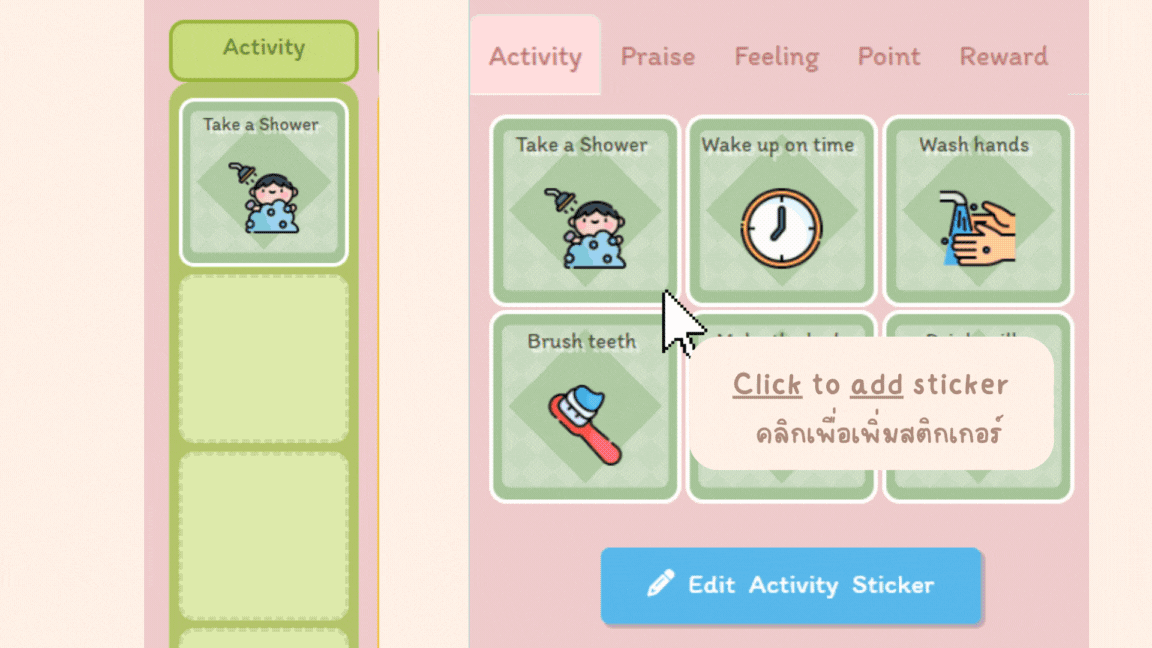 Activity
Take a Shower
Activity Praise Feeling Point Reward
Take a Shower
Wake up on time
Wash hands
Brush teeth
Click to add sticker
คลิกเพื่อเพิ่มสติกเกอร์
Edit Activity Sticker